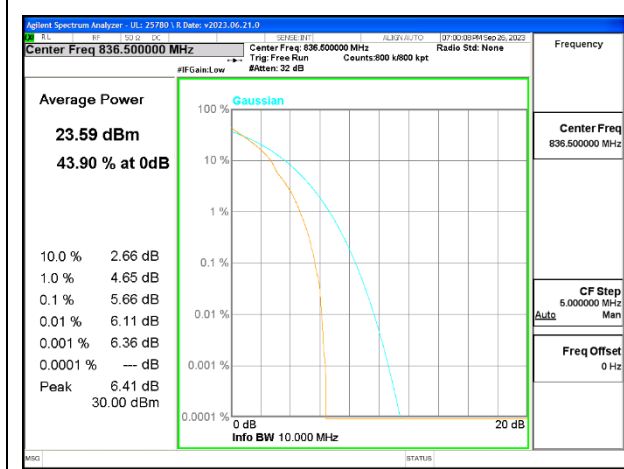 Agilent Spectrum Analyzer - UL: 25780 \ R Date: v2023.06.21.0
RL RF 50 Ω DC SENSE:INT ALIGN AUTO 07:00:08 PM Sep 26, 2023
Center Freq 836.500000 MHz
Center Freq: 836.500000 MHz Radio Std: None
Trig: Free Run Counts:800 k/800 kpt
#IFGain:Low #Atten: 32 dB
Frequency
Average Power
23.59 dBm
43.90 % at 0dB
10.0 % 2.66 dB
1.0 % 4.65 dB
0.1 % 5.66 dB
0.01 % 6.11 dB
0.001 % 6.36 dB
0.0001 % --- dB
Peak 6.41 dB
30.00 dBm
Gaussian
100 %
10 %
1 %
0.1 %
0.01 %
0.001 %
0.0001 %
0 dB 20 dB
Info BW 10.000 MHz
Center Freq
836.500000 MHz
CF Step
5.000000 MHz
Auto Man
Freq Offset
0 Hz
MSG STATUS